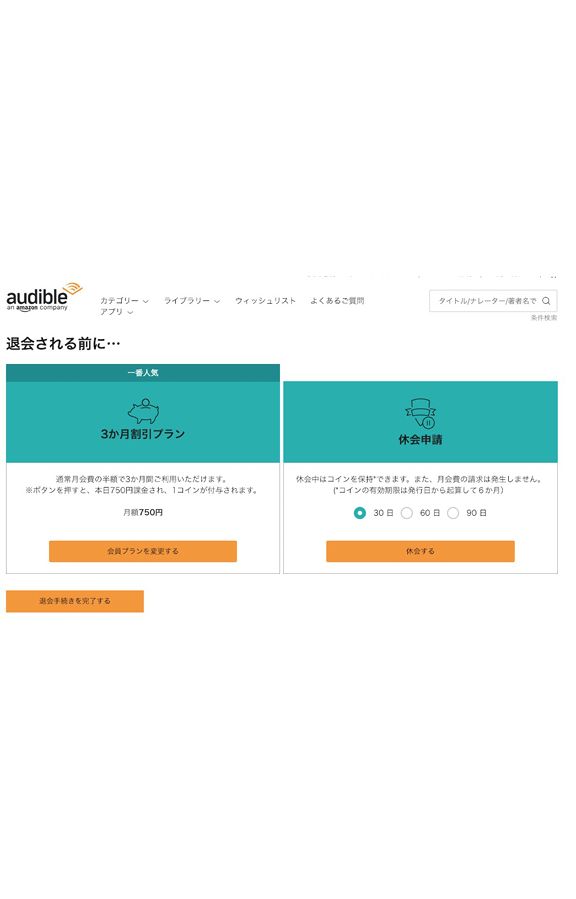 audible
an amazon company
カテゴリー
ライブラリー
ウィッシュリスト
よくあるご質問
アプリ
タイトル/ナレーター/著者名で
条件検索
退会される前に…
一番人気
3か月割引プラン
通常月会費の半額で3か月間ご利用いただけます。
※ボタンを押すと、本日750円課金され、1コインが付与されます。
月額750円
会員プランを変更する
休会申請
休会中はコインを保持*できます。また、月会費の請求は発生しません。
(*コインの有効期限は発行日から起算して６か月)
30 日
60 日
90 日
休会する
退会手続きを完了する